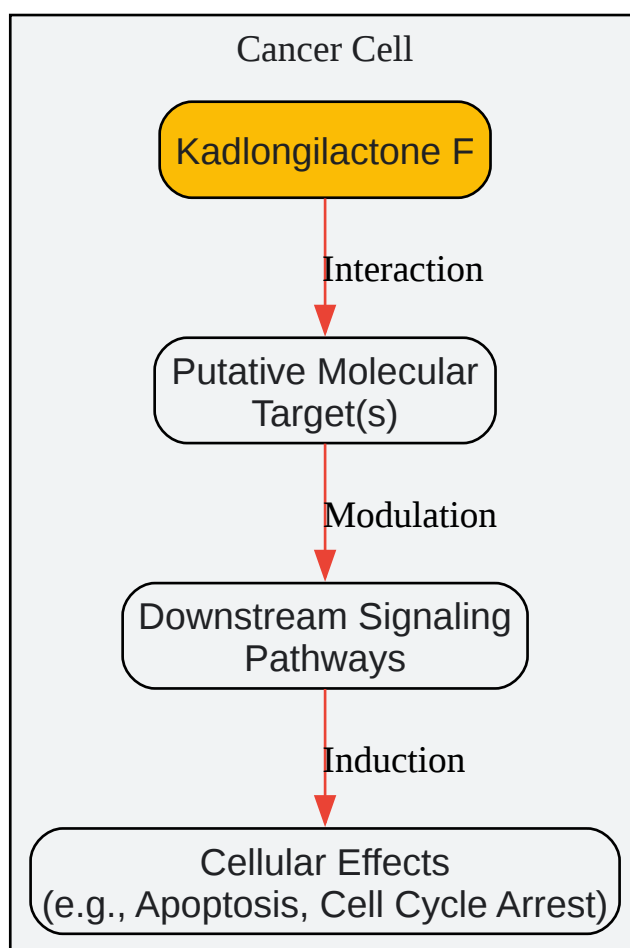 Cancer Cell
Kadlongilactone F
Interaction
Putative Molecular
Target(s)
Modulation
Downstream Signaling
Pathways
Induction
Cellular Effects
(e.g., Apoptosis, Cell Cycle Arrest)